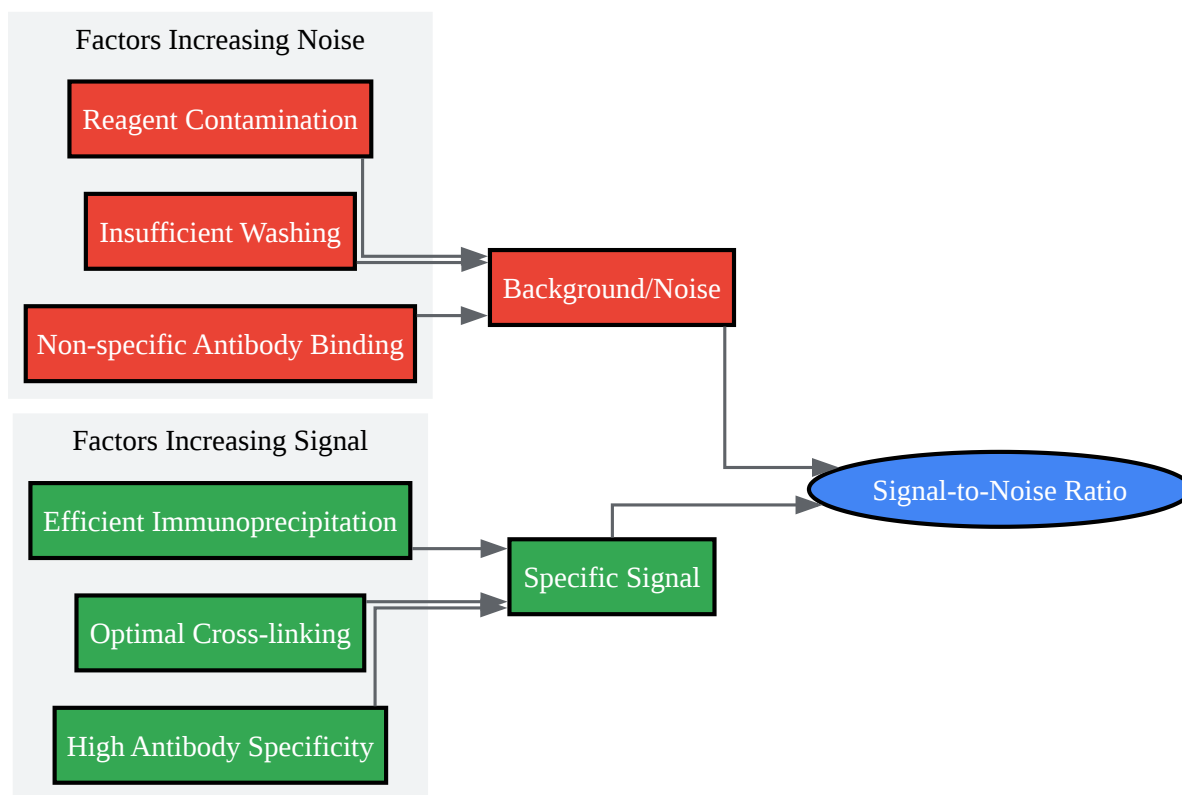 Factors Increasing Noise
Reagent Contamination
Insufficient Washing
Non-specific Antibody Binding
Background/Noise
Factors Increasing Signal
Efficient Immunoprecipitation
Optimal Cross-linking
High Antibody Specificity
Specific Signal
Signal-to-Noise Ratio